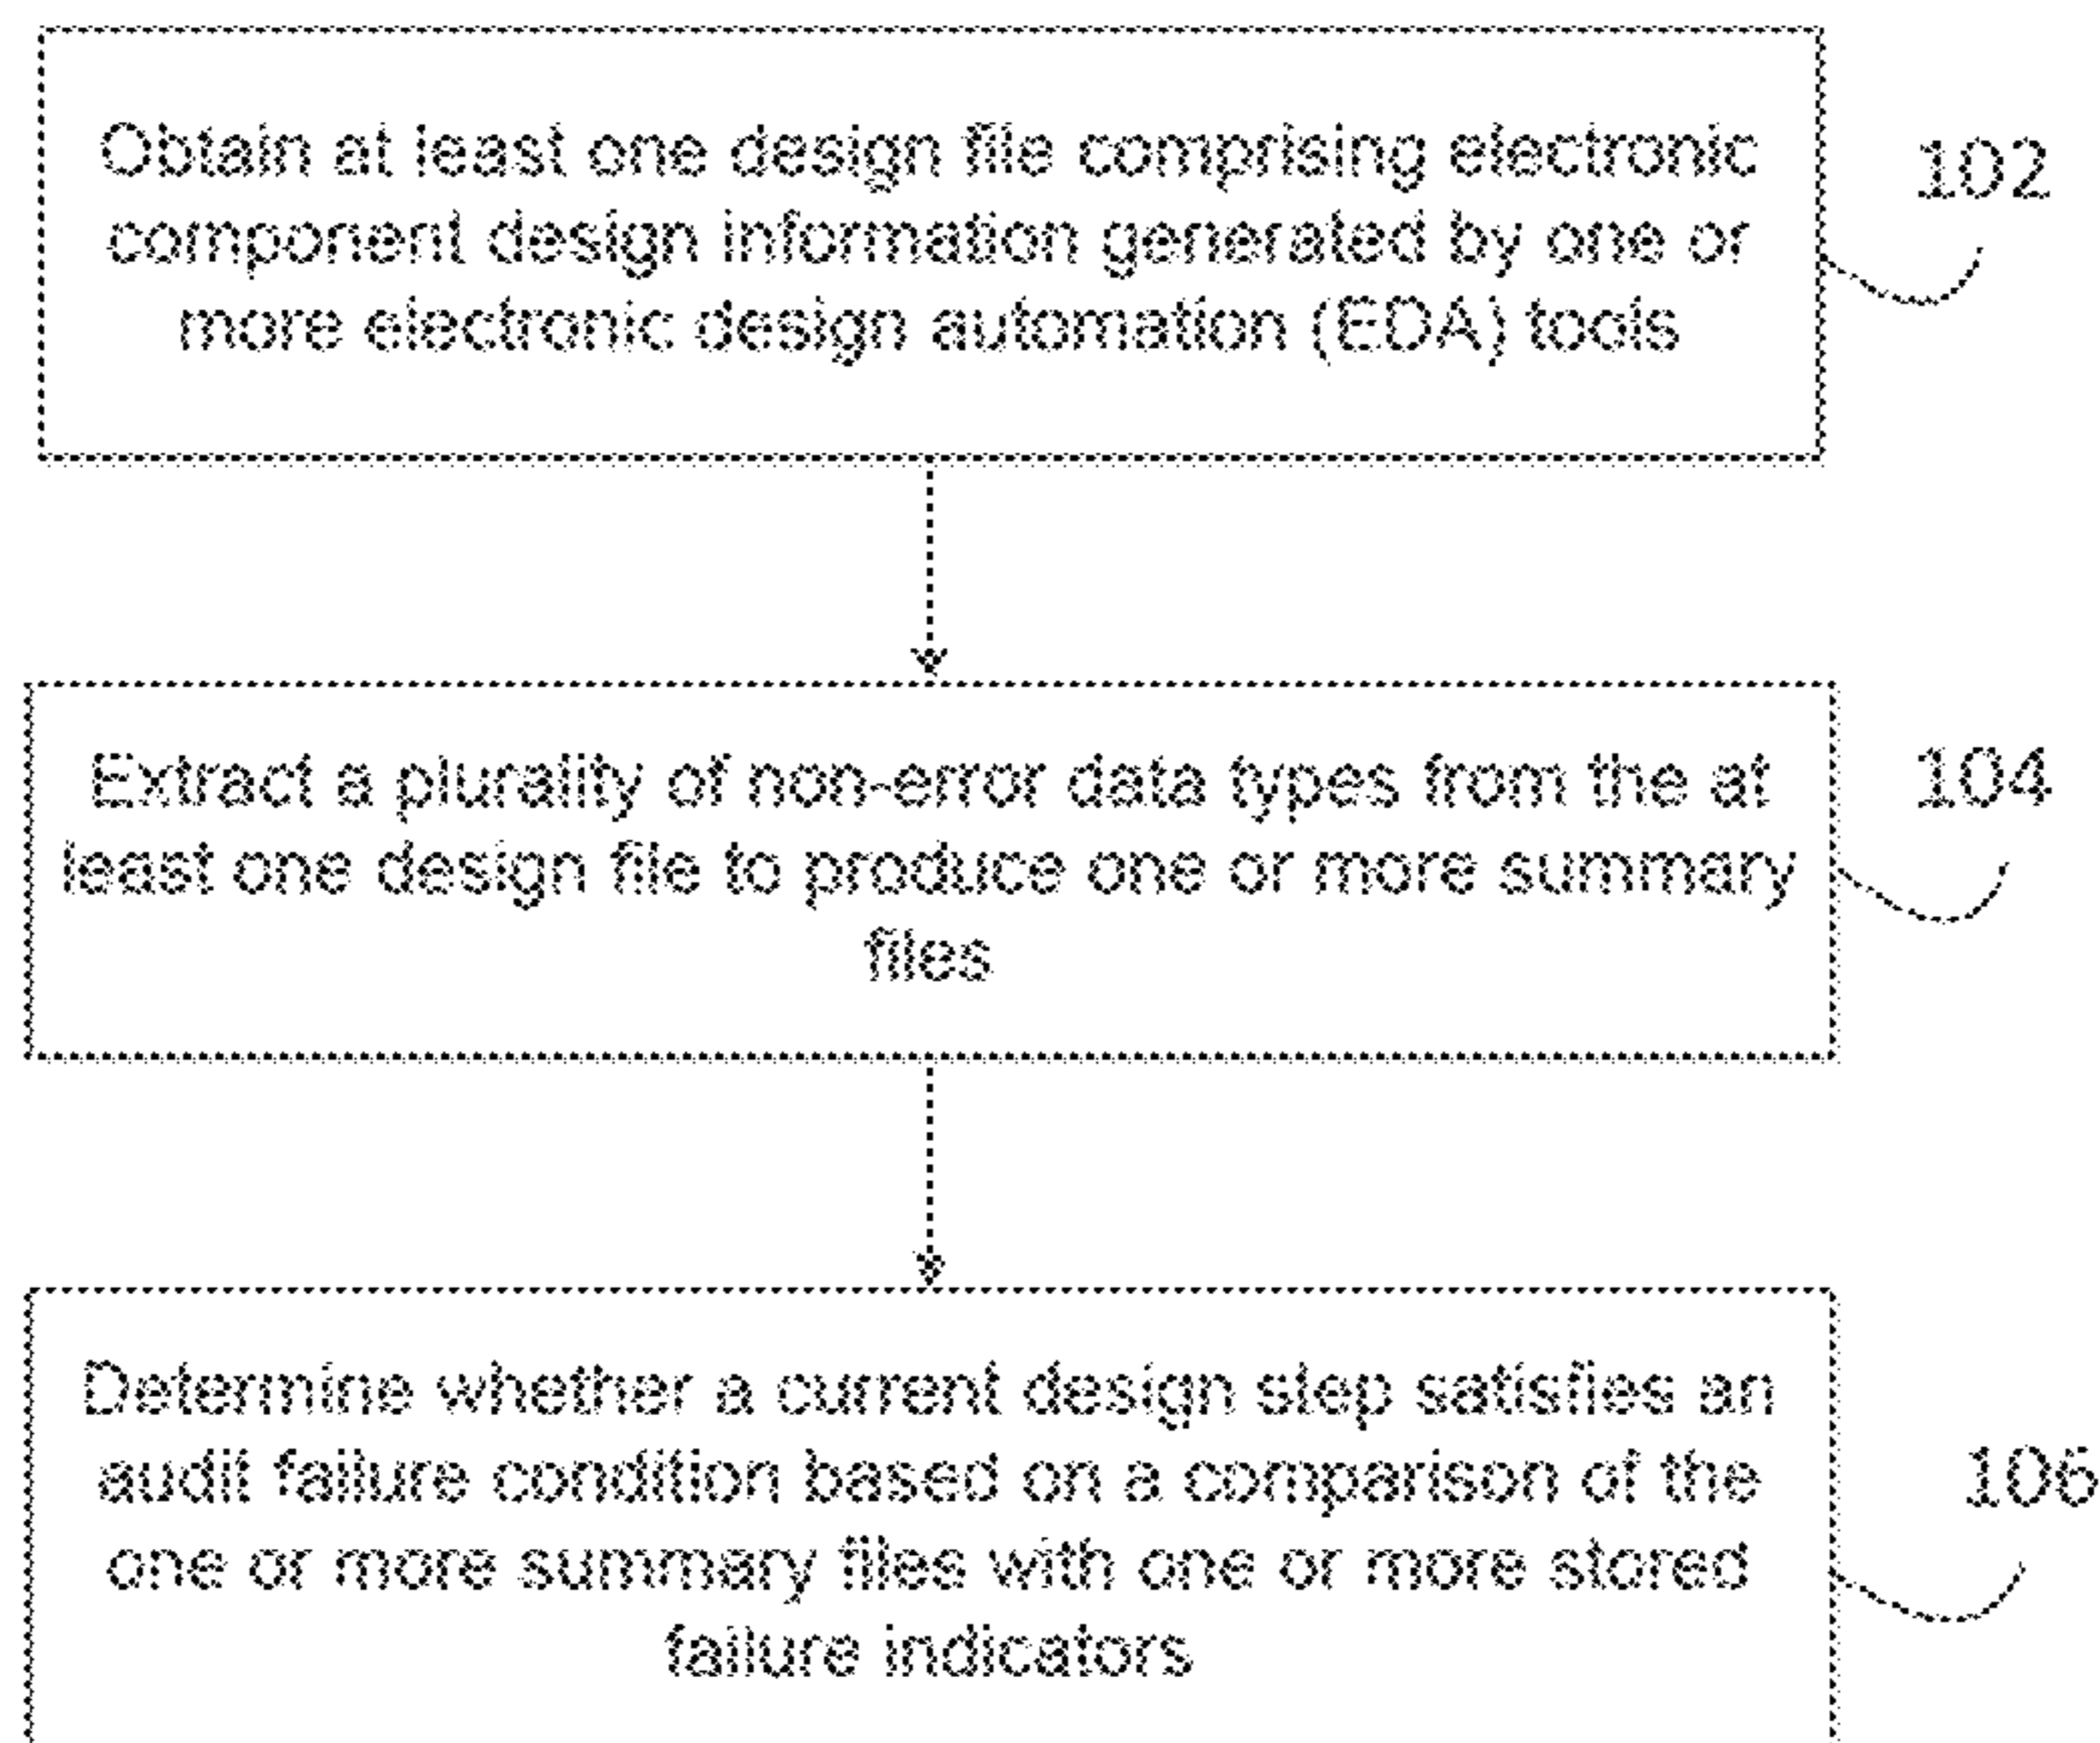 Obtain at least one design file comprising electronic
component design information generated by one or
more electronic design automation (EDA) tools
102
Extract a plurality of non-error data types from the at
least one design file to produce one or more summary
files
104
Determine whether a current design step satisfies an
audit failure condition based on a comparison of the
one or more summary files with one or more stored
failure indicators
106